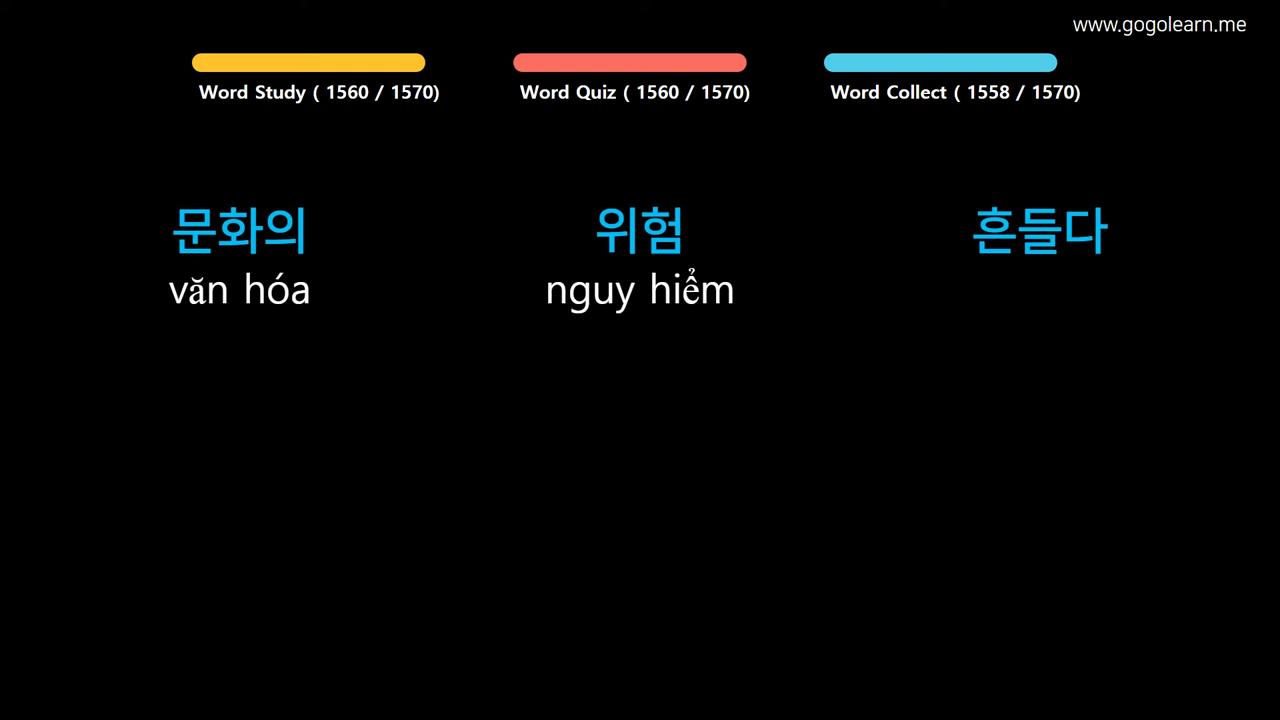 www.gogolearn.me
Word Study ( 1560 / 1570)
Word Quiz ( 1560 / 1570)
Word Collect ( 1558 / 1570)
문화의
văn hóa
위험
nguy hiểm
흔들다